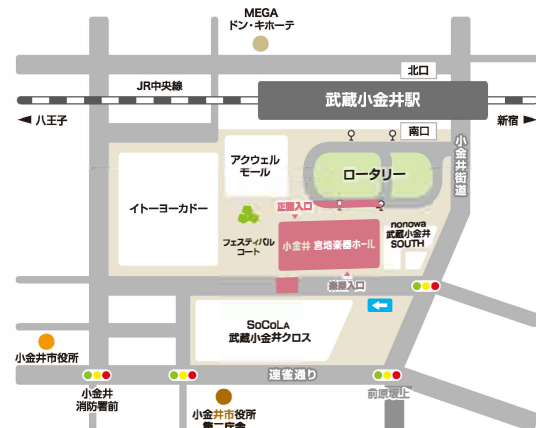 MEGA
ドン・キホーテ
北口
JR中央線
武蔵小金井駅
八王子
新宿
南口
小金井街道
アクウェル
モール
ロータリー
イトーヨーカドー
正面入口
フェスティバル
コート
小金井 宮地楽器ホール
nonowa
武蔵小金井
SOUTH
楽屋入口
SoCoLA
武蔵小金井クロス
小金井市役所
連雀通り
小金井
消防署前
前原坂上
小金井市役所
第二庁舎